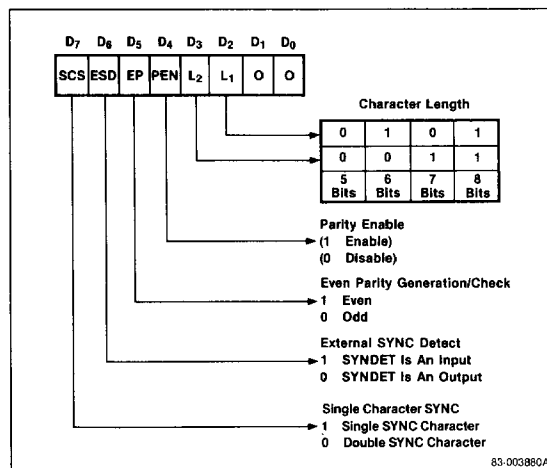 D7 D6 D5 D4 D3 D2 D1 D0
SCS ESD EP PEN L2 L1 O O
Character Length
0 1 0 1
0 0 1 1
5 Bits 6 Bits 7 Bits 8 Bits
Parity Enable
(1 Enable)
(0 Disable)
Even Parity Generation/Check
1 Even
0 Odd
External SYNC Detect
1 SYNDET Is An Input
0 SYNDET Is An Output
Single Character SYNC
1 Single SYNC Character
0 Double SYNC Character
83-003880A